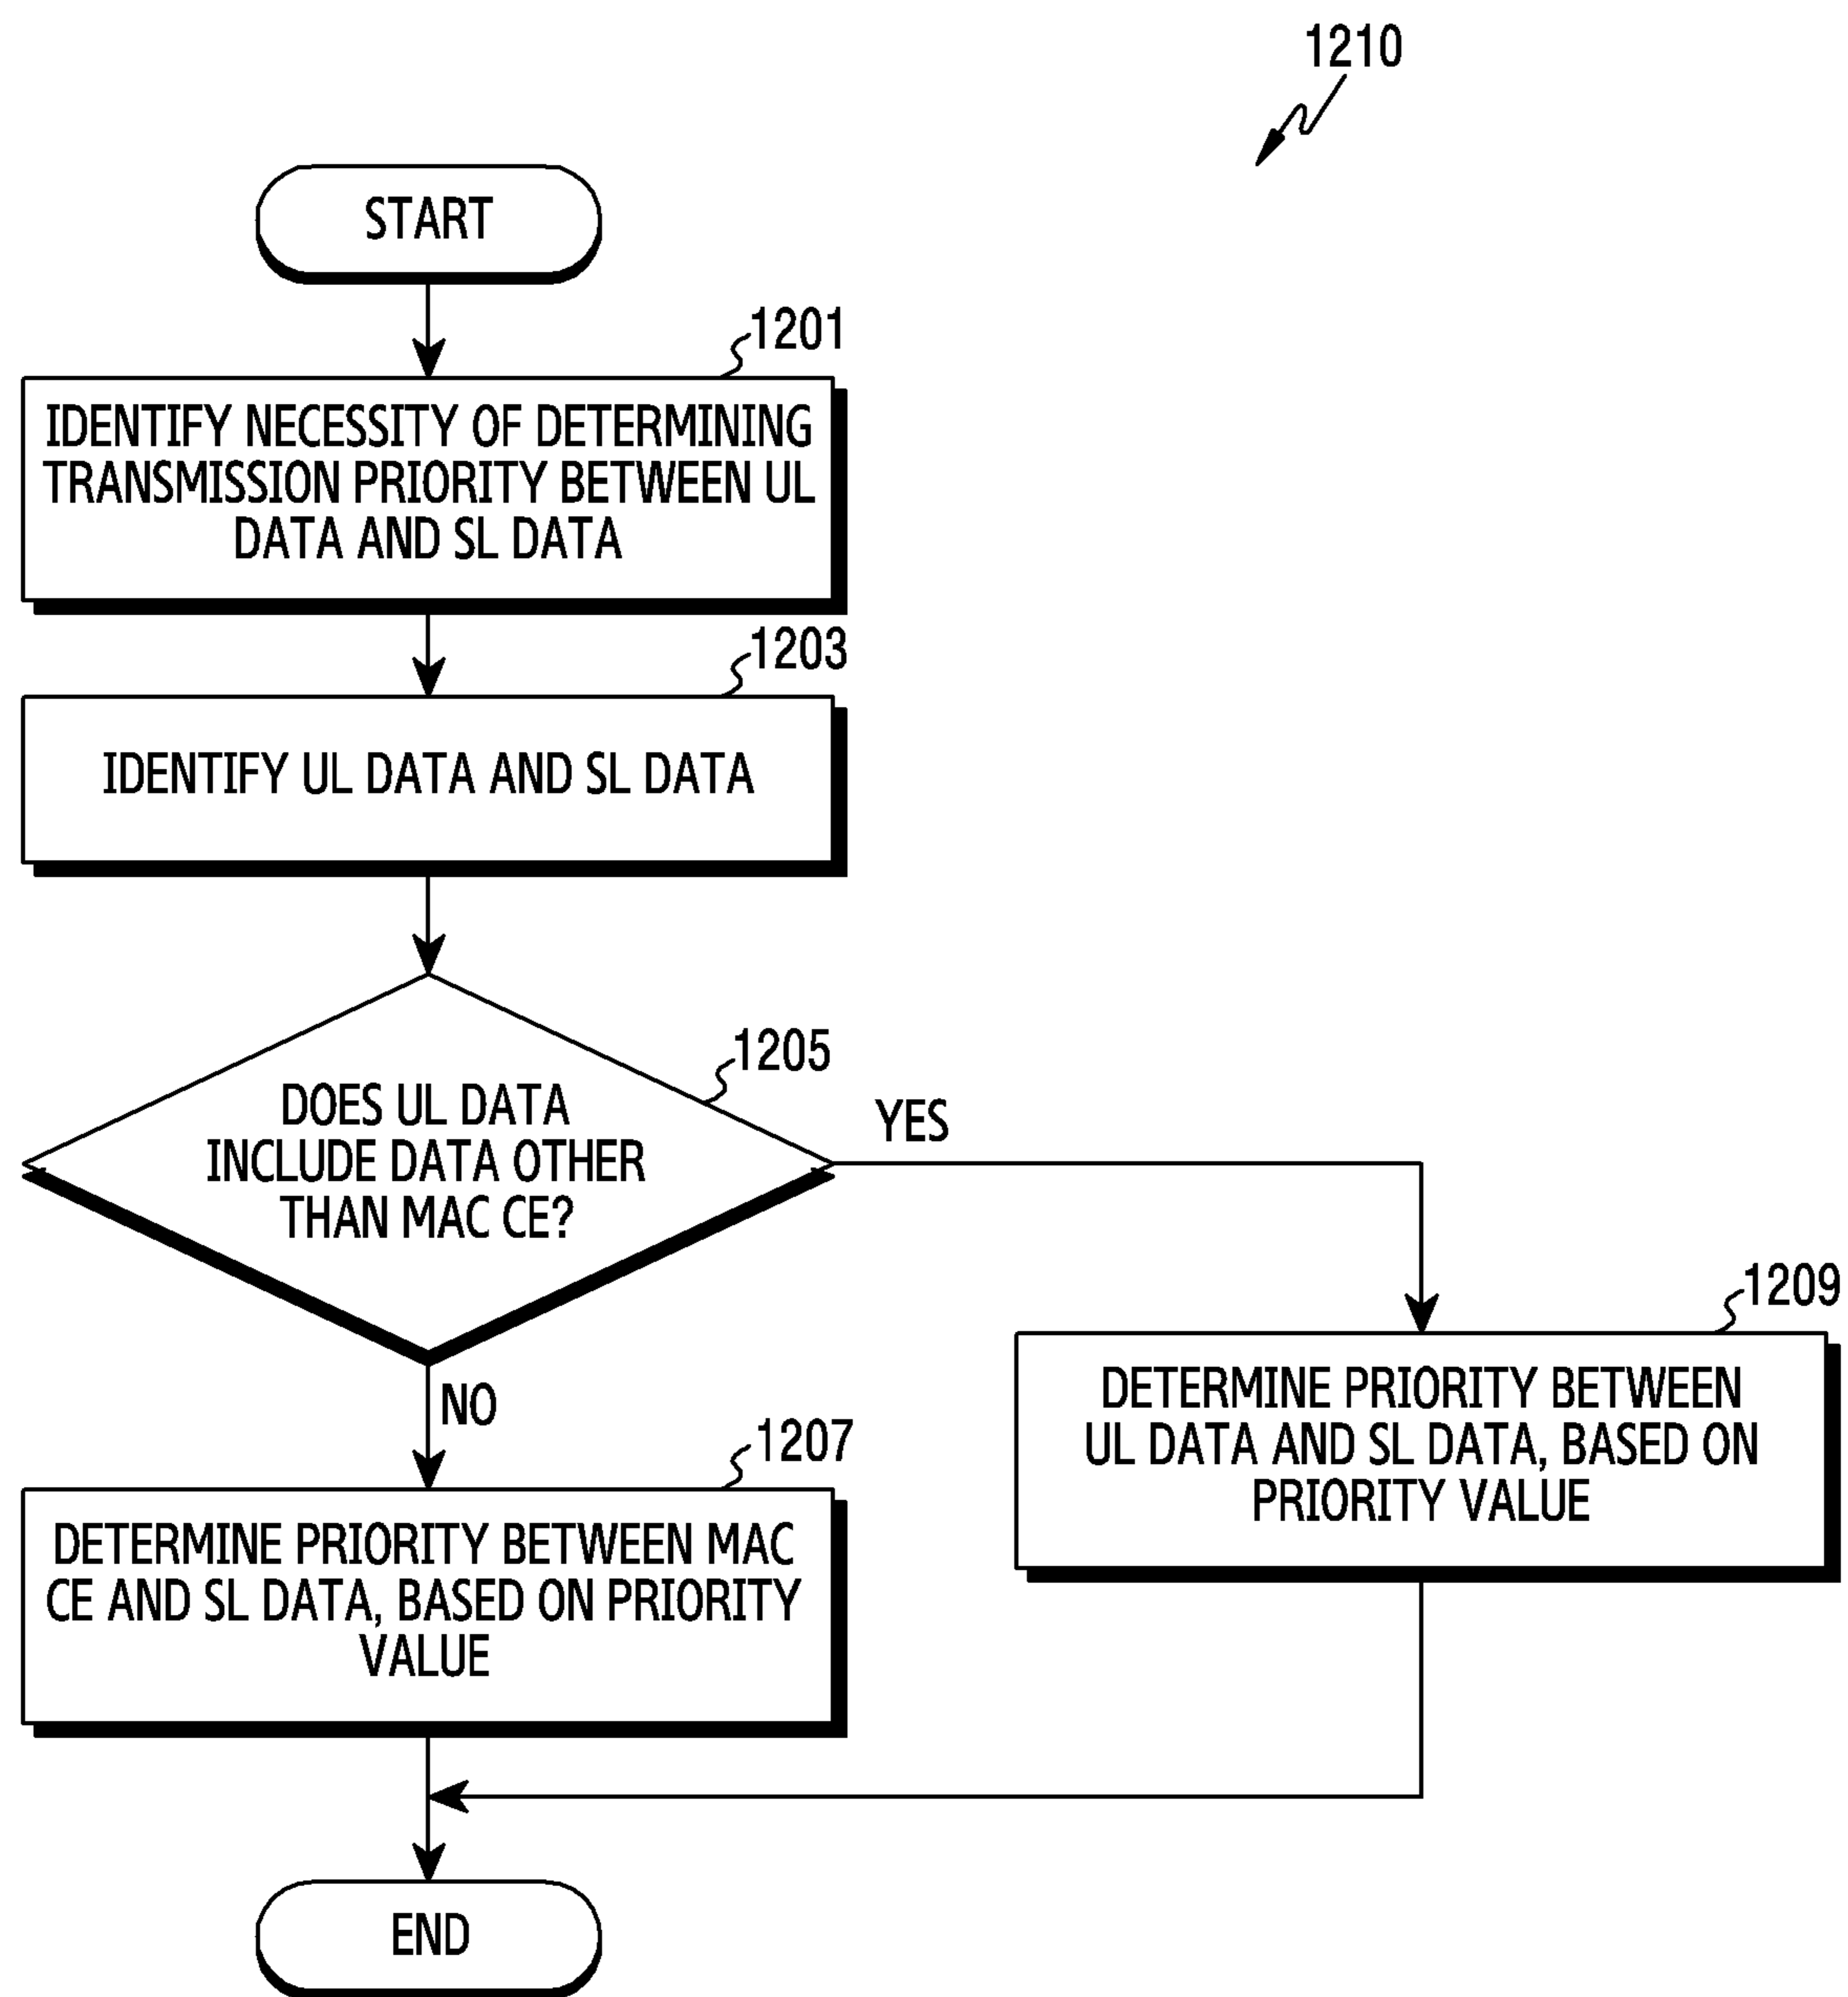 1210
START
1201
IDENTIFY NECESSITY OF DETERMINING
TRANSMISSION PRIORITY BETWEEN UL
DATA AND SL DATA
1203
IDENTIFY UL DATA AND SL DATA
1205
DOES UL DATA
INCLUDE DATA OTHER
THAN MAC CE?
YES
NO
1207
DETERMINE PRIORITY BETWEEN MAC
CE AND SL DATA, BASED ON PRIORITY
VALUE
1209
DETERMINE PRIORITY BETWEEN
UL DATA AND SL DATA, BASED ON
PRIORITY VALUE
END